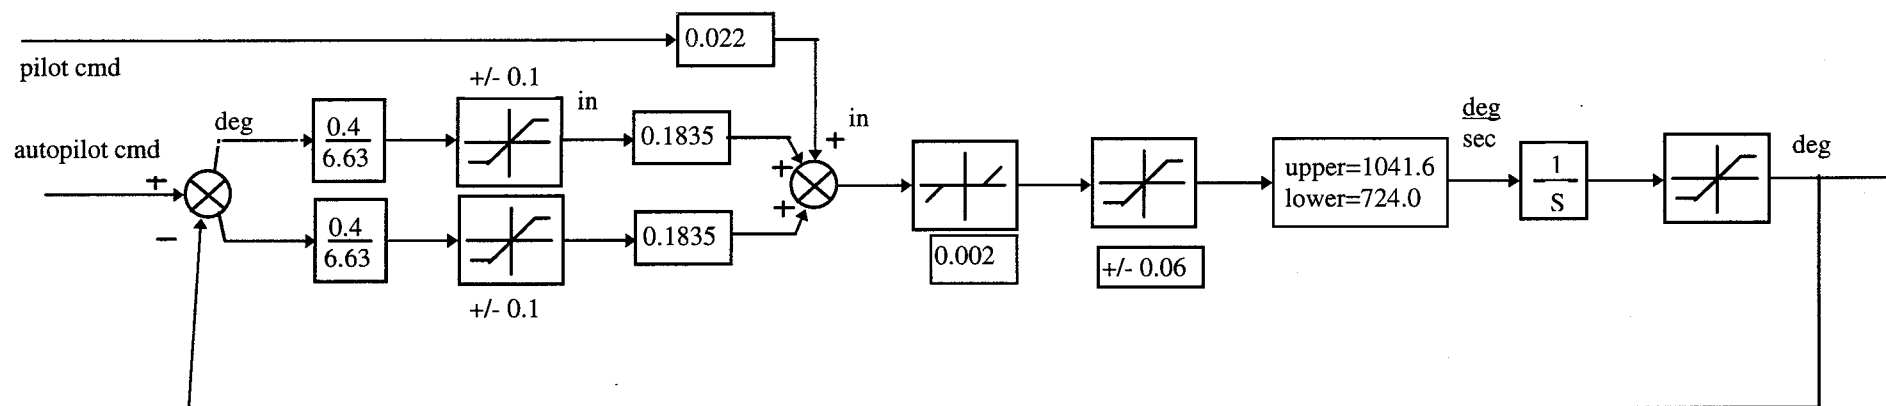 0.022
pilot cmd
+/- 0.1
in
deg
0.4
6.63
0.1835
+
in
deg
sec
autopilot cmd
+
+
upper=1041.6
lower=724.0
1
S
deg
+
−
0.4
6.63
0.1835
0.002
+/- 0.06
+/- 0.1